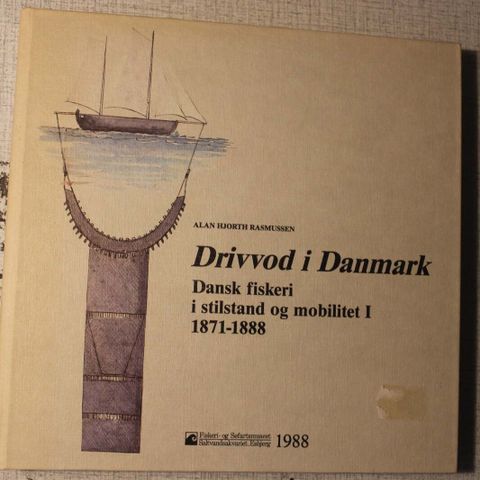 ALAN HJORTH RASMUSSEN
Drivvod i Danmark
Dansk fiskeri
i stilstand og mobilitet I
1871-1888
Fiskeri- og Søfartsmuseet
Saltvandsakvariet, Esbjerg
1988